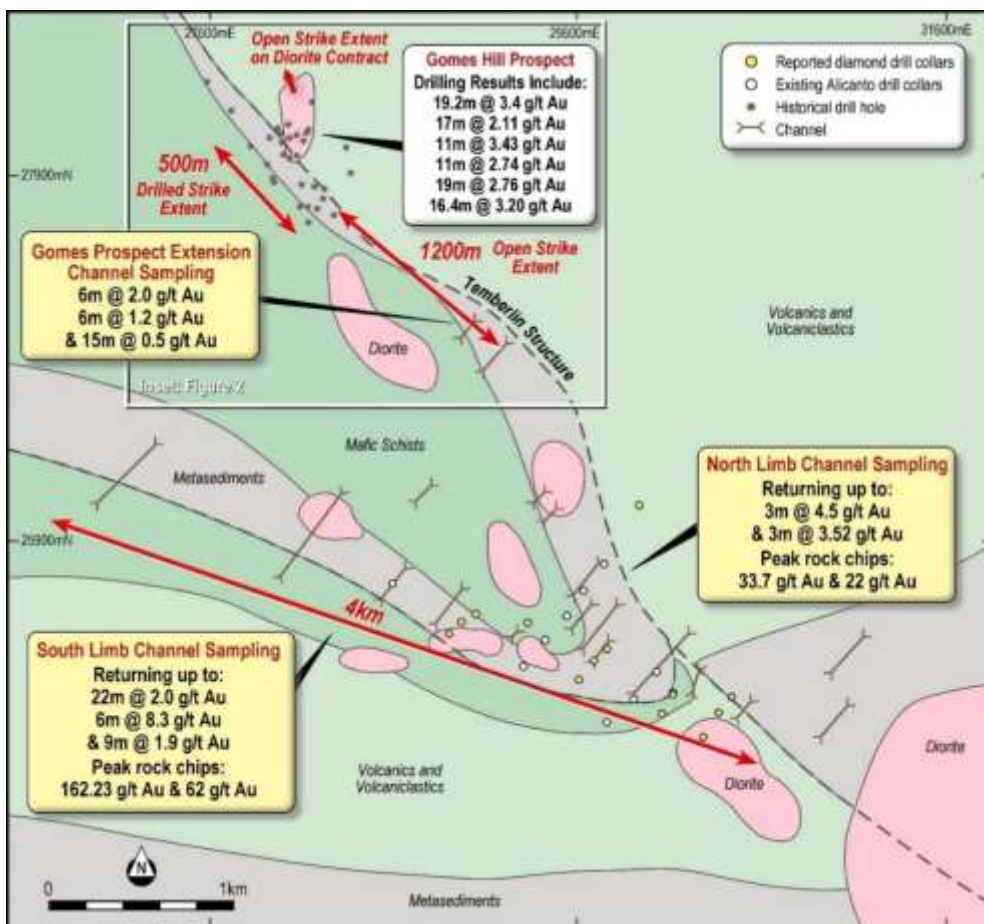 27600mE
29600mE
31600mE
Open Strike Extent
on Diorite Contract
Gomes Hill Prospect
Drilling Results Include:
19.2m @ 3.4 g/t Au
17m @ 2.11 g/t Au
11m @ 3.43 g/t Au
11m @ 2.74 g/t Au
19m @ 2.76 g/t Au
16.4m @ 3.20 g/t Au
Reported diamond drill collars
Existing Alicanto drill collars
Historical drill hole
Channel
27900mN
500m
Drilled Strike
Extent
1200m Open Strike
Extent
Gomes Prospect Extension
Channel Sampling
6m @ 2.0 g/t Au
6m @ 1.2 g/t Au
& 15m @ 0.5 g/t Au
Temberlin Structure
Volcanics and
Volcaniclastics
Diorite
Inset: Figure 2
Mafic Schists
Metasediments
North Limb Channel Sampling
Returning up to:
3m @ 4.5 g/t Au
& 3m @ 3.52 g/t Au
Peak rock chips:
33.7 g/t Au & 22 g/t Au
25900mN
4km
South Limb Channel Sampling
Returning up to:
22m @ 2.0 g/t Au
6m @ 8.3 g/t Au
& 9m @ 1.9 g/t Au
Peak rock chips:
162.23 g/t Au & 62 g/t Au
Volcanics and
Volcaniclastics
Diorite
Diorite
N
0
1km
Metasediments